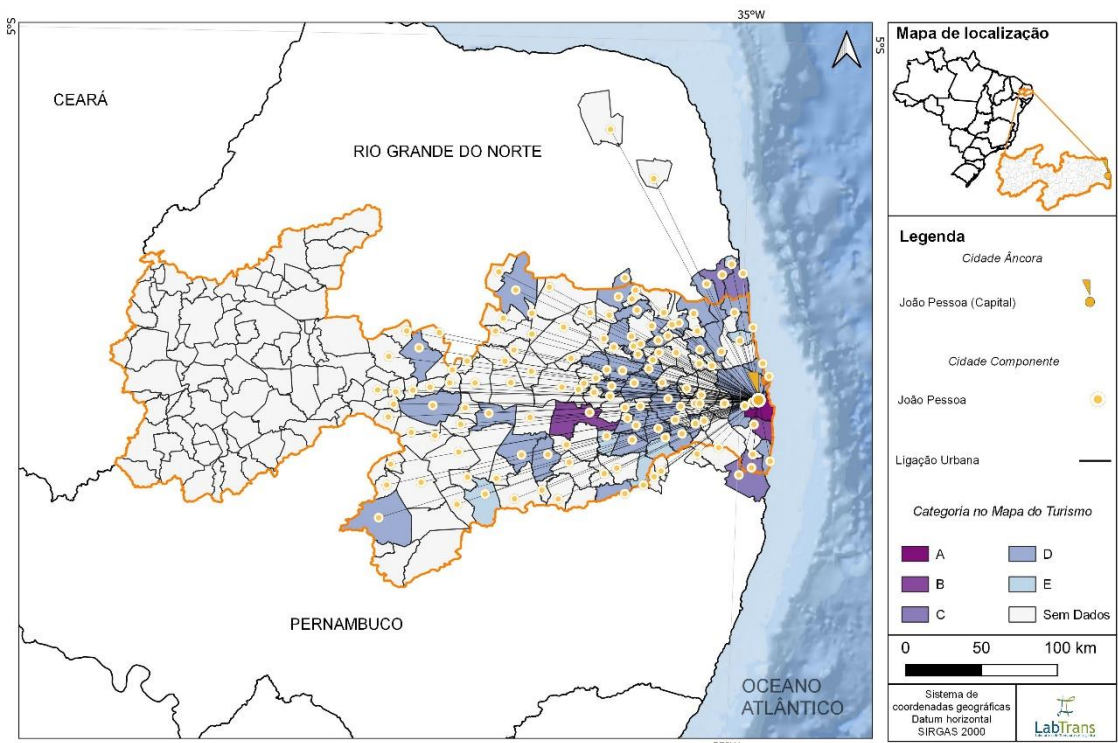 5°S
35°W
5°S
CEARÁ
RIO GRANDE DO NORTE
PERNAMBUCO
OCEANO
ATLÂNTICO
Mapa de localização
Legenda
Cidade Âncora
João Pessoa (Capital)
Cidade Componente
João Pessoa
Ligação Urbana
Categoria no Mapa do Turismo
A
D
B
E
C
Sem Dados
0 50 100 km
Sistema de
coordenadas geográficas
Datum horizontal
SIRGAS 2000
LabTrans